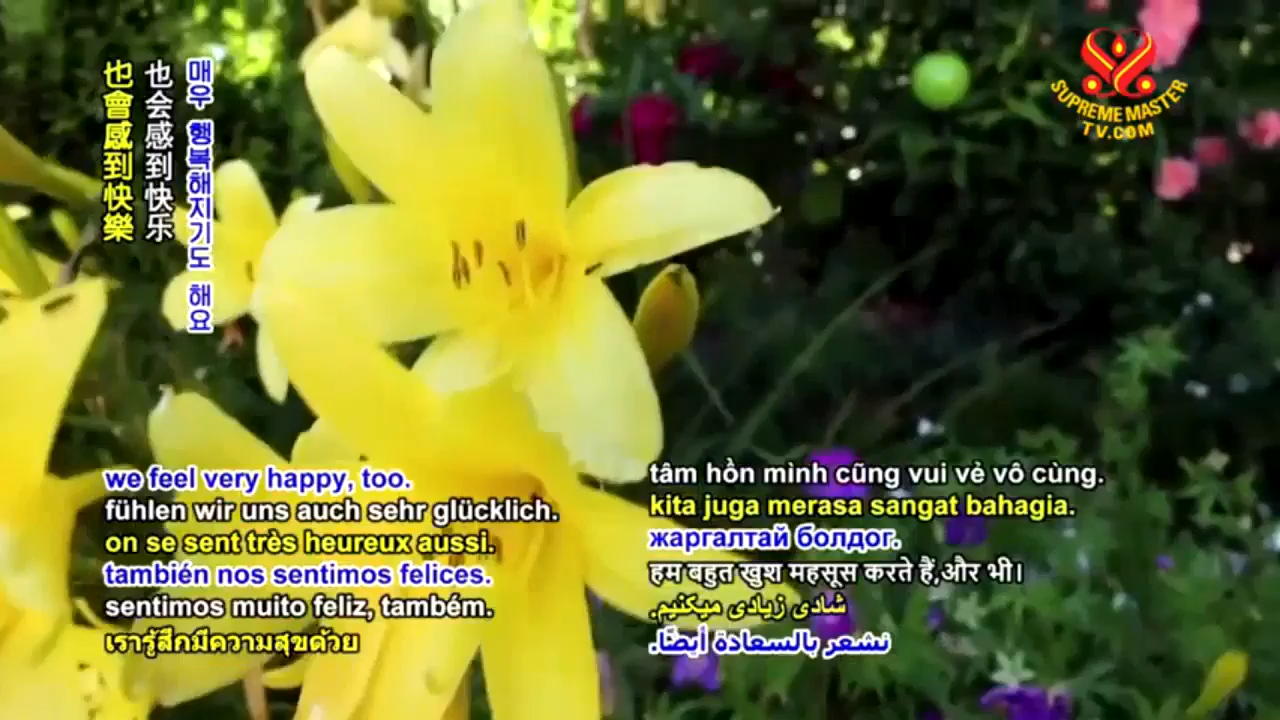 也會感到快樂
也会感到快乐
매우 행복해지기도 해요
SUPREME MASTER
TV.COM
we feel very happy, too.
fühlen wir uns auch sehr glücklich.
on se sent très heureux aussi.
también nos sentimos felices.
sentimos muito feliz, também.
เรารู้สึกมีความสุขด้วย
tâm hồn mình cũng vui vẻ vô cùng.
kita juga merasa sangat bahagia.
жаргалтай болдог.
हम बहुत खुश महसूस करते हैं,और भी।
شادی زیادی میکنیم.
نشعر بالسعادة أيضًا.